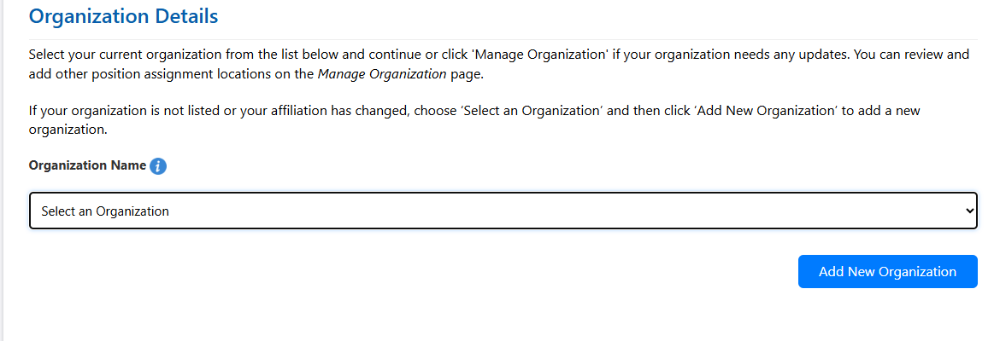 Organization Details
Select your current organization from the list below and continue or click 'Manage Organization' if your organization needs any updates. You can review and
add other position assignment locations on the Manage Organization page.
If your organization is not listed or your affiliation has changed, choose ‘Select an Organization’ and then click ‘Add New Organization’ to add a new
organization.
Organization Name i
Select an Organization
Add New Organization